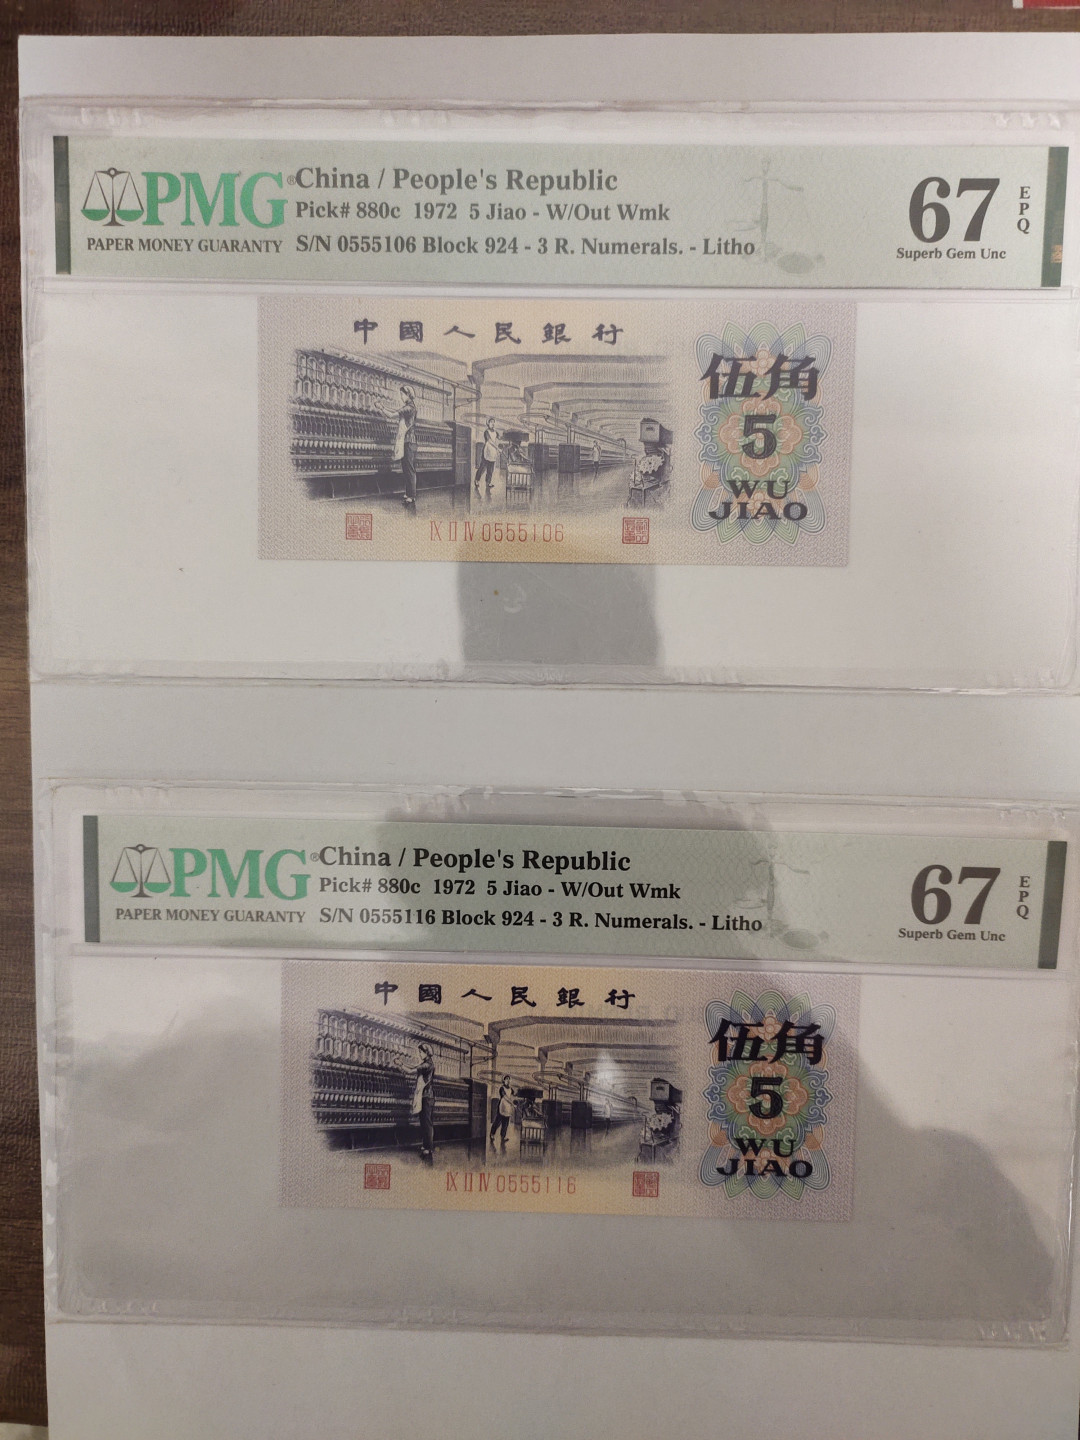 PMG®
PAPER MONEY GUARANTY
China / People's Republic
Pick# 880c 1972 5 Jiao - W/Out Wmk
S/N 0555106 Block 924 - 3 R. Numerals. - Litho
67
EPQ
Superb Gem Unc
中國人民銀行
伍角
5
WU
JIAO
IX II IV 0555106
PMG®
PAPER MONEY GUARANTY
China / People's Republic
Pick# 880c 1972 5 Jiao - W/Out Wmk
S/N 0555116 Block 924 - 3 R. Numerals. - Litho
67
EPQ
Superb Gem Unc
中國人民銀行
伍角
5
WU
JIAO
IX II IV 0555116